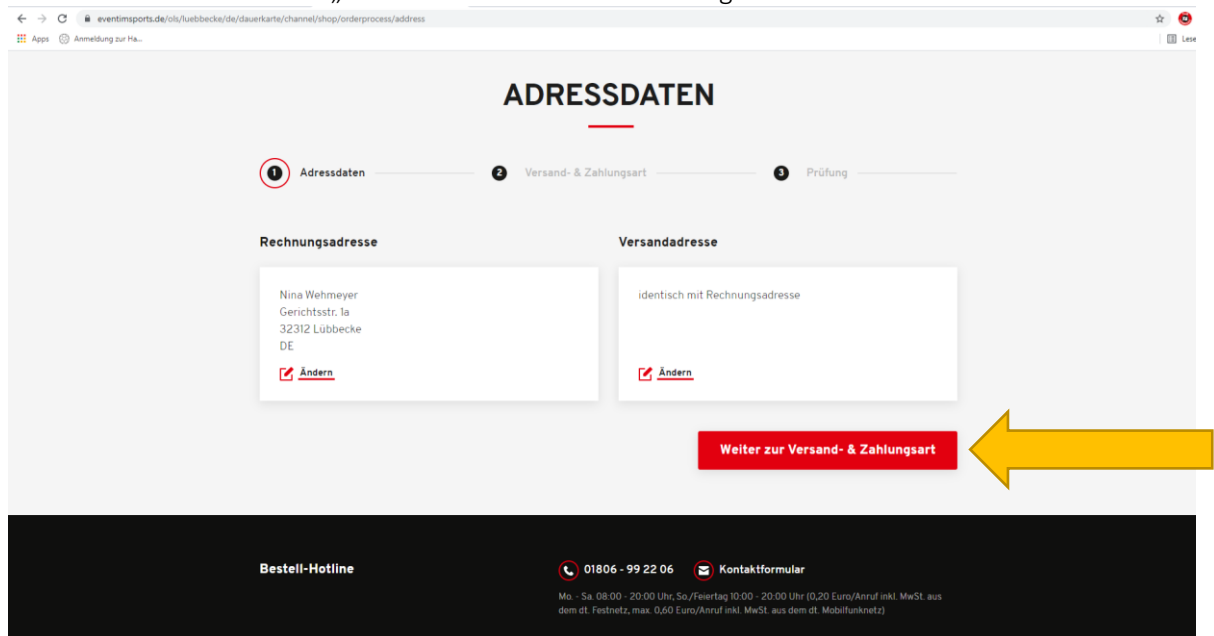 eventimsports.de/ols/luebbecke/de/dauerkarte/channel/shop/orderprocess/address
Apps Anmeldung zur Ha...
ADRESSDATEN
1 Adressdaten 2 Versand- & Zahlungsart 3 Prüfung
Rechnungsadresse Versandadresse
Nina Wehmeyer identisch mit Rechnungsadresse
Gerichtsstr. 1a
32312 Lübbecke
DE
Ändern Ändern
Weiter zur Versand- & Zahlungsart
Bestell-Hotline 01806 - 99 22 06 Kontaktformular
Mo. - Sa. 08:00 - 20:00 Uhr, So./Feiertag 10:00 - 20:00 Uhr (0,20 Euro/Anruf inkl. MwSt. aus
dem dt. Festnetz, max. 0,60 Euro/Anruf inkl. MwSt. aus dem dt. Mobilfunknetz)